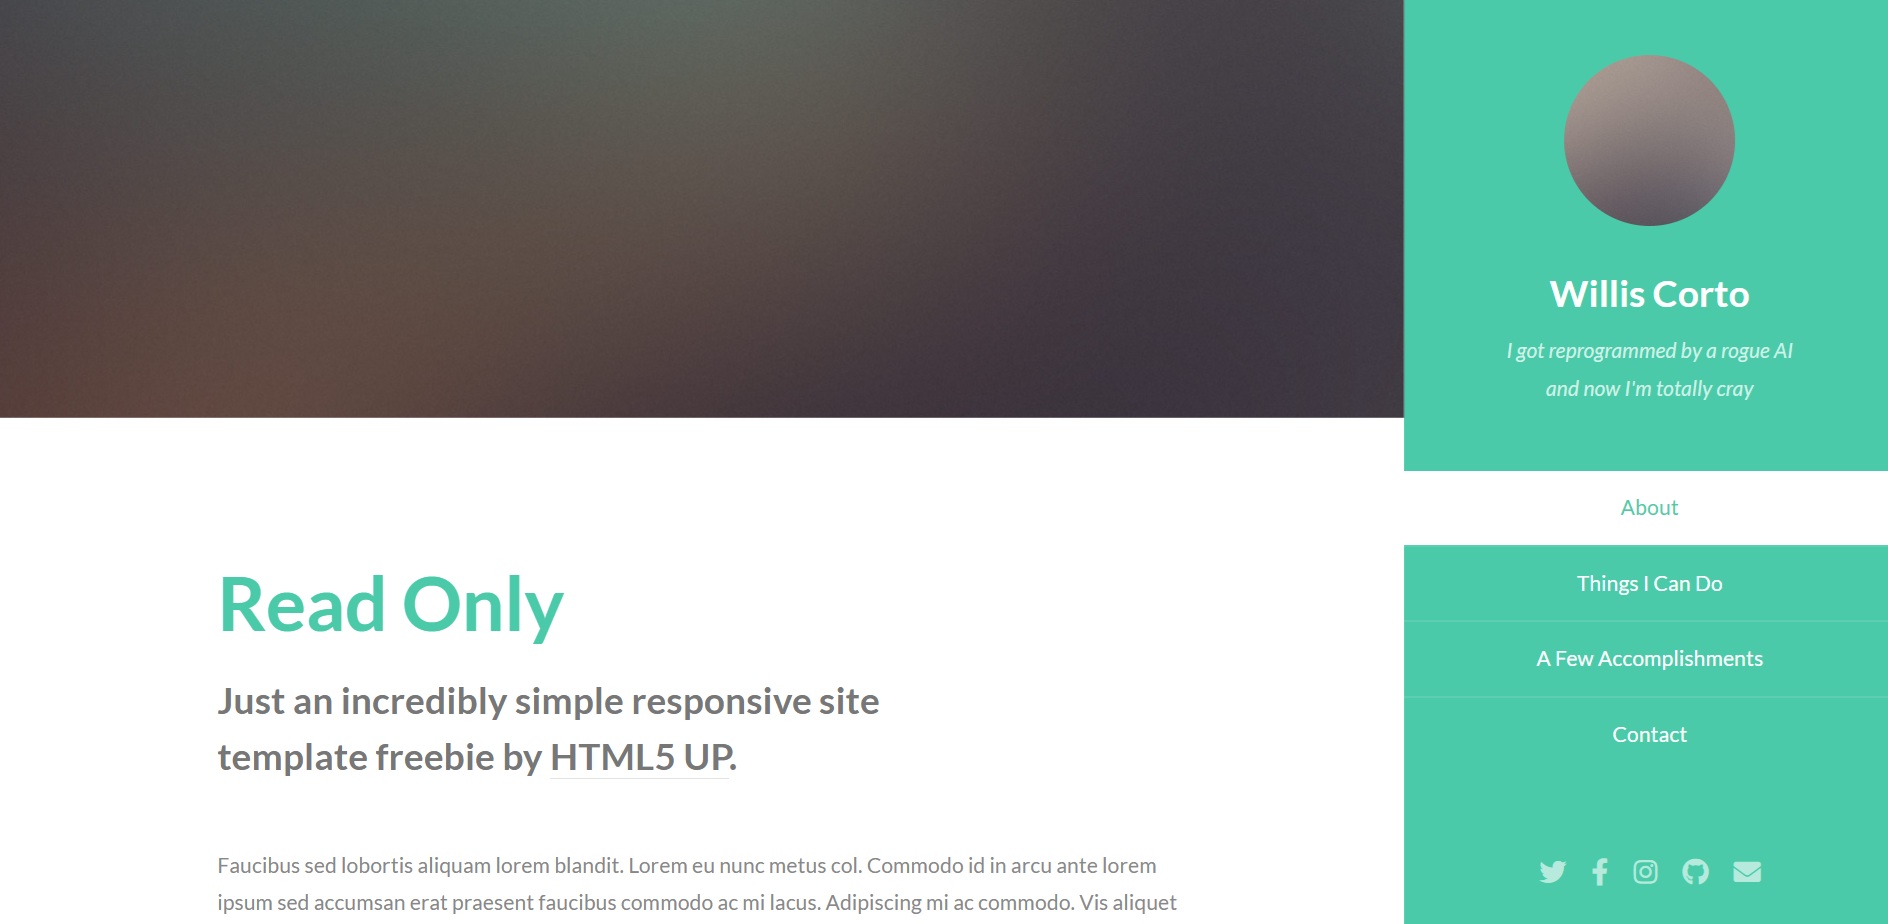 Read Only
Just an incredibly simple responsive site
template freebie by HTML5 UP.
Faucibus sed lobortis aliquam lorem blandit. Lorem eu nunc metus col. Commodo id in arcu ante lorem
ipsum sed accumsan erat praesent faucibus commodo ac mi lacus. Adipiscing mi ac commodo. Vis aliquet
Willis Corto
I got reprogrammed by a rogue AI
and now I'm totally cray
About
Things I Can Do
A Few Accomplishments
Contact